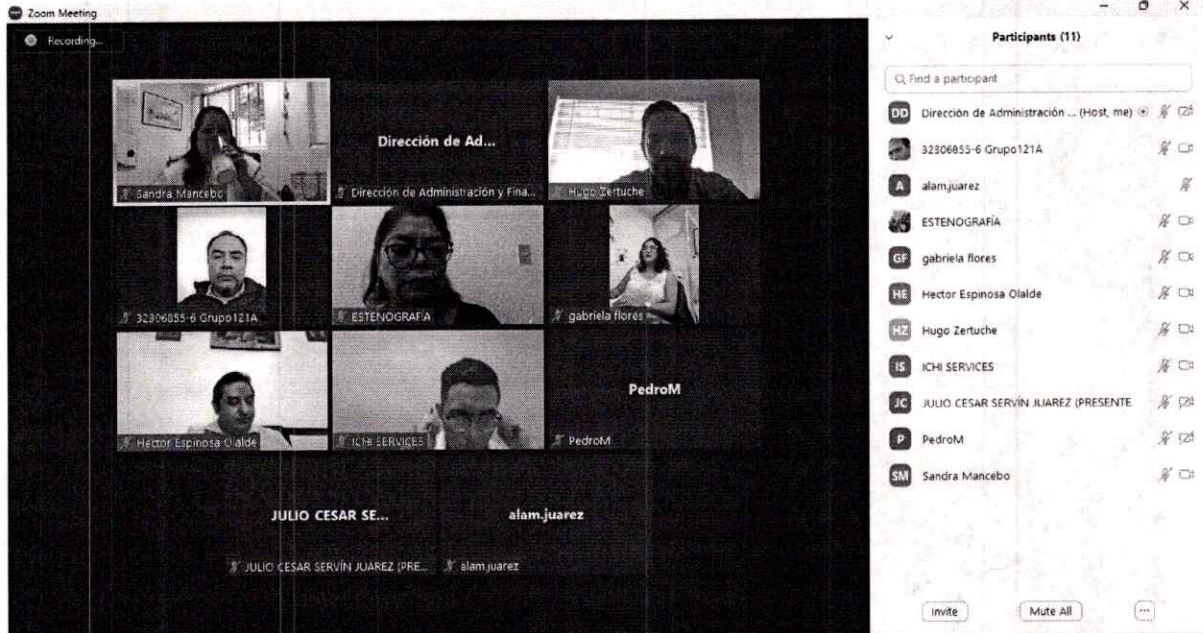 Zoom Meeting
Recording...
Sandra Mancebo
Dirección de Ad...
Dirección de Administración y Fina...
Hugo Zertuche
32306855-6 Grupo121A
ESTENOGRAFÍA
gabriela flores
Hector Espinosa Olalde
ICHI SERVICES
PedroM
PedroM
JULIO CESAR SE...
JULIO CESAR SERVÍN JUAREZ (PRE...
alam.juarez
alam.juarez
Participants (11)
Find a participant
DD Dirección de Administración ... (Host, me)
32306855-6 Grupo121A
A alam.juarez
ESTENOGRAFÍA
GF gabriela flores
HE Hector Espinosa Olalde
HZ Hugo Zertuche
IS ICHI SERVICES
JC JULIO CESAR SERVÍN JUAREZ (PRESENTE
P PedroM
SM Sandra Mancebo
Invite
Mute All
...